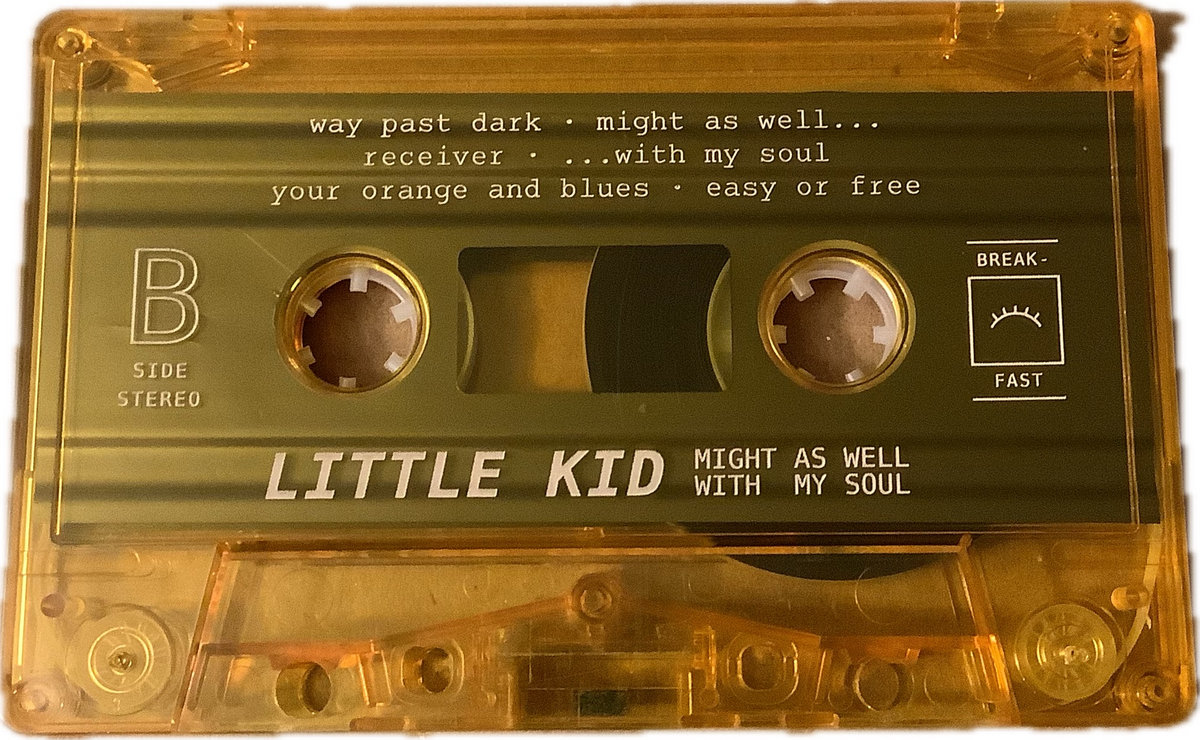 way past dark · might as well...
receiver · ...with my soul
your orange and blues · easy or free
B
SIDE
STEREO
BREAK-
FAST
LITTLE KID
MIGHT AS WELL
WITH MY SOUL